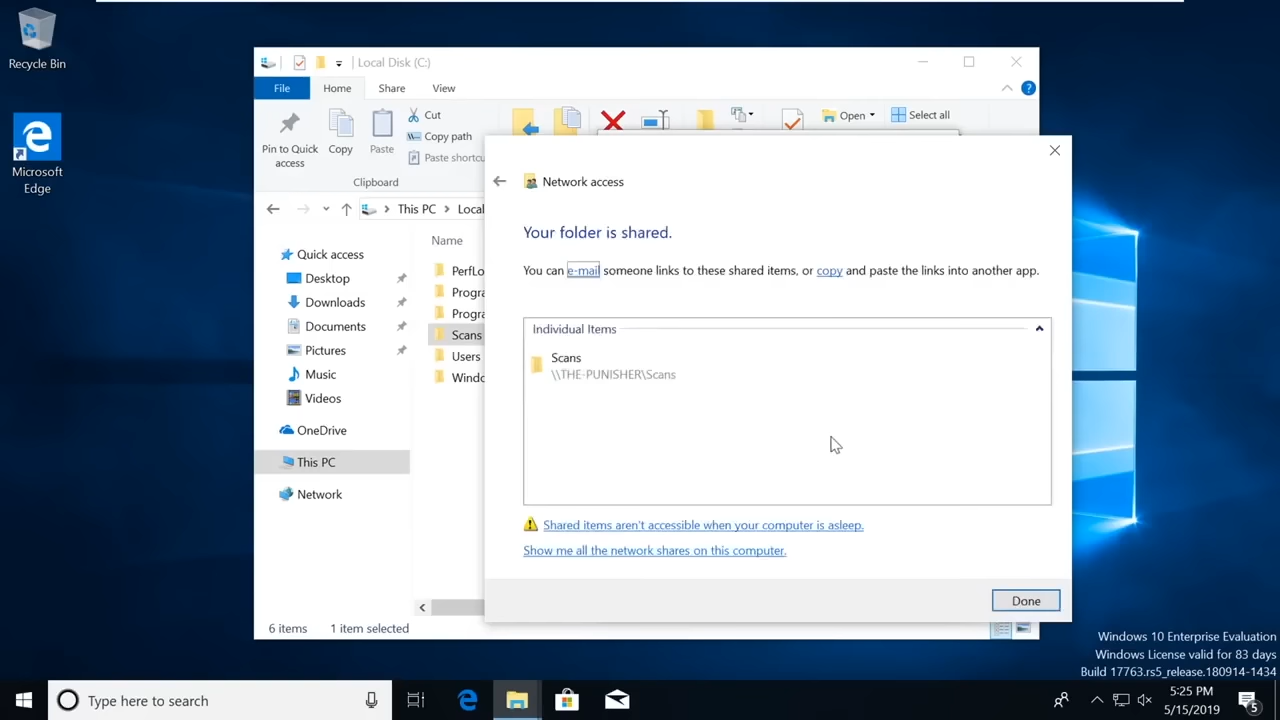 Recycle Bin
Microsoft
Edge
Local Disk (C:)
File
Home
Share
View
Pin to Quick
access
Copy
Paste
Cut
Copy path
Paste shortcu
Clipboard
Open
Select all
This PC
Local
Name
Quick access
Desktop
Downloads
Documents
Pictures
Music
Videos
OneDrive
This PC
Network
PerfLo
Progra
Progra
Scans
Users
Windo
6 items
1 item selected
Network access
Your folder is shared.
You can e-mail someone links to these shared items, or copy and paste the links into another app.
Individual Items
Scans
\\THE-PUNISHER\Scans
Shared items aren't accessible when your computer is asleep.
Show me all the network shares on this computer.
Done
Windows 10 Enterprise Evaluation
Windows License valid for 83 days
Build 17763.rs5_release.180914-1434
Type here to search
5:25 PM
5/15/2019
5